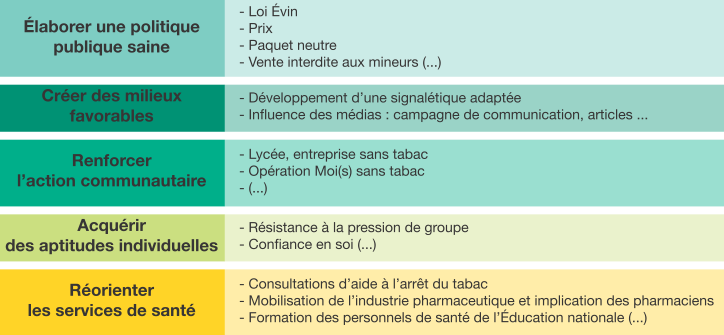 Élaborer une politique
publique saine
- Loi Évin
- Prix
- Paquet neutre
- Vente interdite aux mineurs (...)
Créer des milieux
favorables
- Développement d'une signalétique adaptée
- Influence des médias : campagne de communication, articles ...
Renforcer
l'action communautaire
- Lycée, entreprise sans tabac
- Opération Moi(s) sans tabac
- (...)
Acquérir
des aptitudes individuelles
- Résistance à la pression de groupe
- Confiance en soi (...)
Réorienter
les services de santé
- Consultations d'aide à l'arrêt du tabac
- Mobilisation de l'industrie pharmaceutique et implication des pharmaciens
- Formation des personnels de santé de l'Éducation nationale (...)